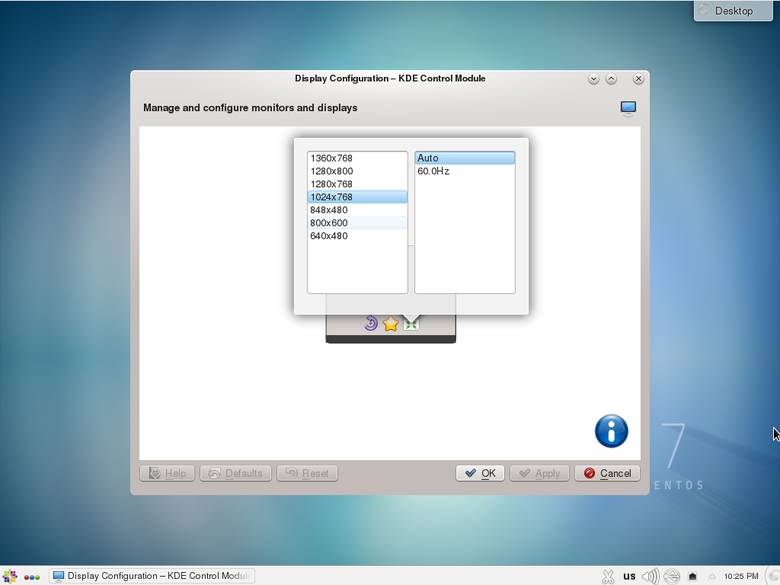 Desktop
Display Configuration – KDE Control Module
Manage and configure monitors and displays
1360x768
1280x800
1280x768
1024x768
848x480
800x600
640x480
Auto
60.0Hz
7
ENTOS
Help
Defaults
Reset
OK
Apply
Cancel
Display Configuration – KDE Control Modul
us
10:25 PM